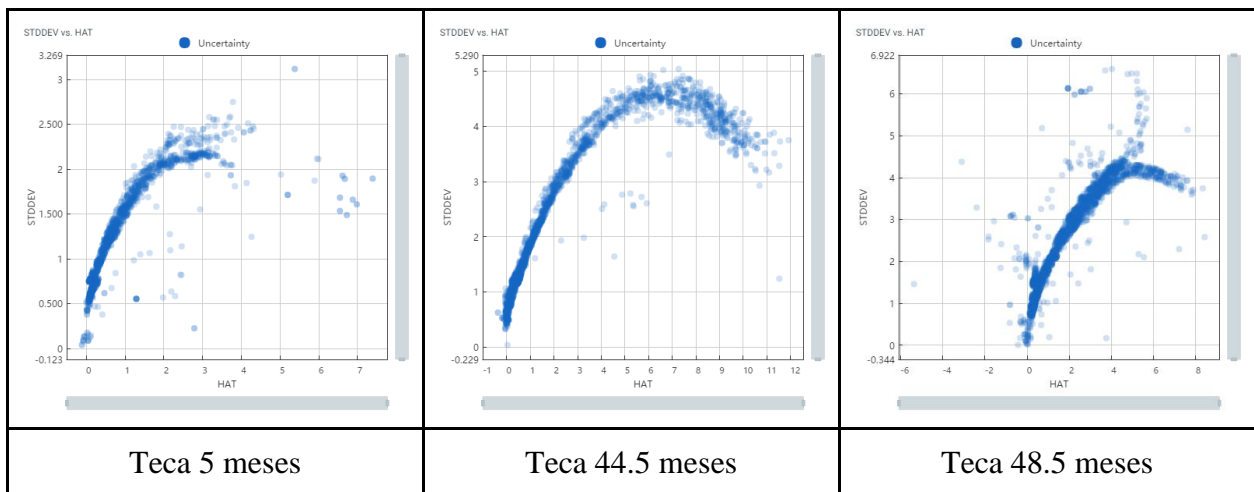 STDDEV vs. HAT
Uncertainty
3.269
3
2.500
2
1.500
1
0.500
0
-0.123
STDDEV
0 1 2 3 4 5 6 7
HAT
Teca 5 meses
STDDEV vs. HAT
Uncertainty
5.290
5
4
3
2
1
0
-0.229
STDDEV
-1 0 1 2 3 4 5 6 7 8 9 10 11 12
HAT
Teca 44.5 meses
STDDEV vs. HAT
Uncertainty
6.922
6
5
4
3
2
1
0
-0.344
STDDEV
-6 -4 -2 0 2 4 6 8
HAT
Teca 48.5 meses